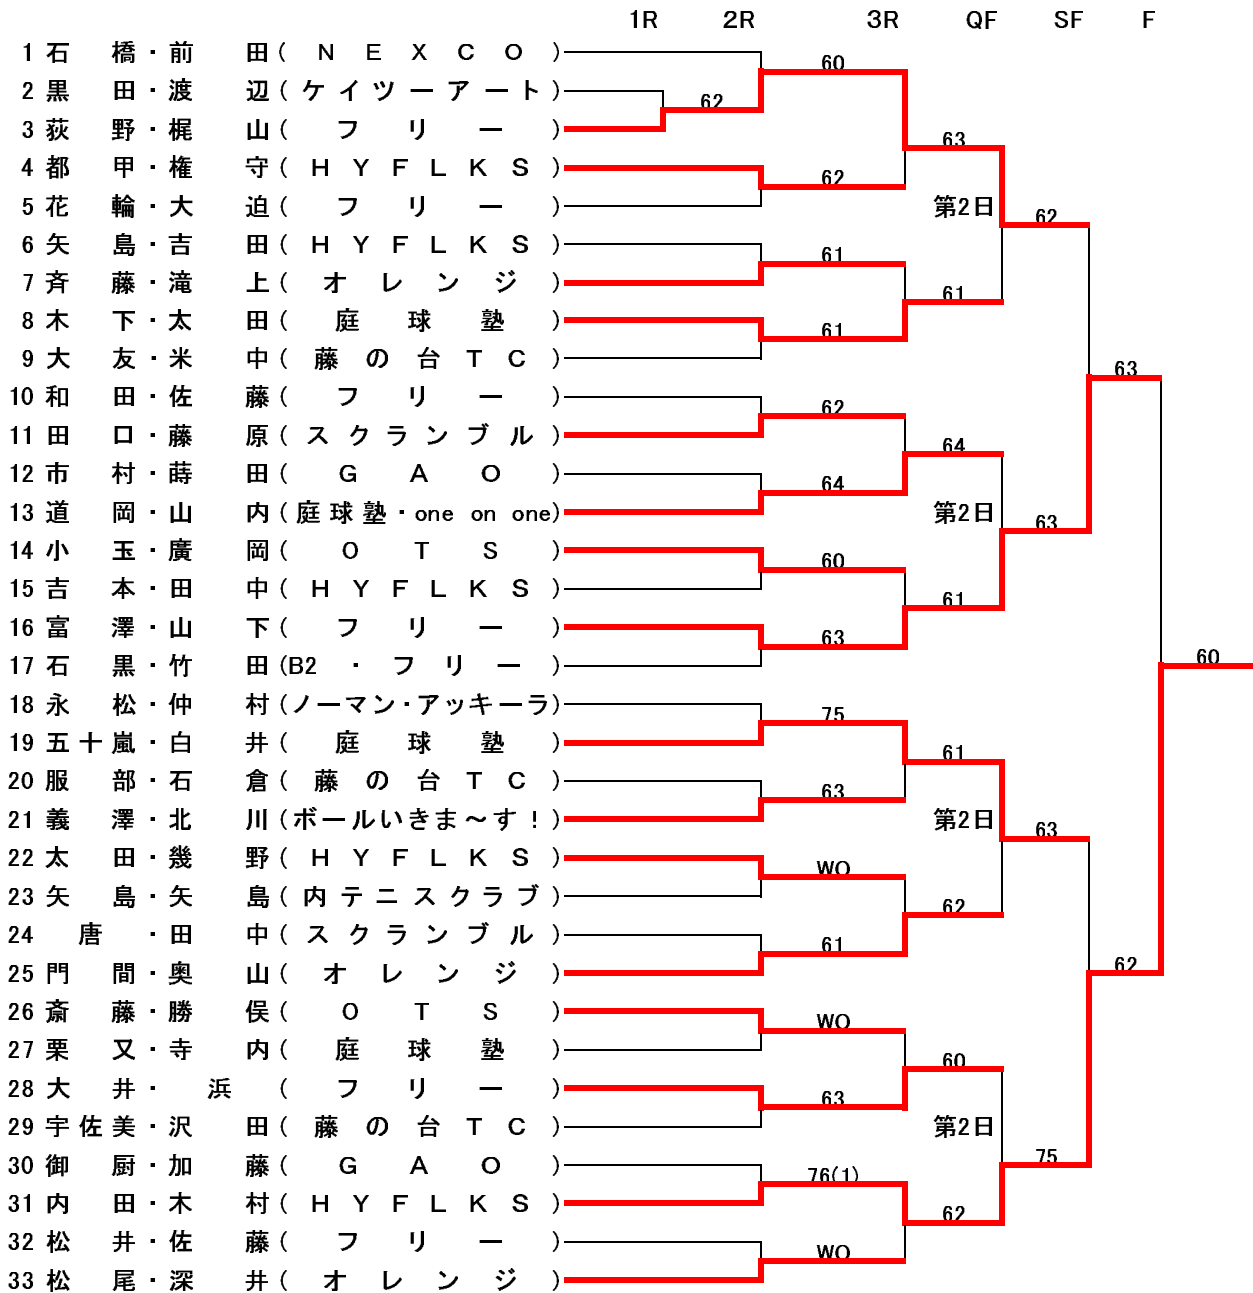 1R 2R 3R QF SF F
1 石橋・前田(NEXCO)
60
2 黒田・渡辺(ケイツーアート)
62
3 荻野・梶山(フリー)
63
4 都甲・権守(HYFLKS)
62
5 花輪・大迫(フリー)
第2日
62
6 矢島・吉田(HYFLKS)
61
7 斉藤・滝上(オレンジ)
61
8 木下・太田(庭球塾)
61
9 大友・米中(藤の台TC)
63
10 和田・佐藤(フリー)
62
11 田口・藤原(スクランブル)
64
12 市村・蒔田(GAO)
64
13 道岡・山内(庭球塾・one on one)
第2日
63
14 小玉・廣岡(OTS)
60
15 吉本・田中(HYFLKS)
61
16 富澤・山下(フリー)
63
17 石黒・竹田(B2・フリー)
60
18 永松・仲村(ノーマン・アッキーラ)
75
19 五十嵐・白井(庭球塾)
61
20 服部・石倉(藤の台TC)
63
21 義澤・北川(ボールいきま～す!)
第2日
63
22 太田・幾野(HYFLKS)
WO
23 矢島・矢島(内テニスクラブ)
62
24 唐・田中(スクランブル)
61
25 門間・奥山(オレンジ)
62
26 斎藤・勝俣(OTS)
WO
27 栗又・寺内(庭球塾)
60
28 大井・浜(フリー)
63
29 宇佐美・沢田(藤の台TC)
第2日
75
30 御厨・加藤(GAO)
76(1)
31 内田・木村(HYFLKS)
62
32 松井・佐藤(フリー)
WO
33 松尾・深井(オレンジ)